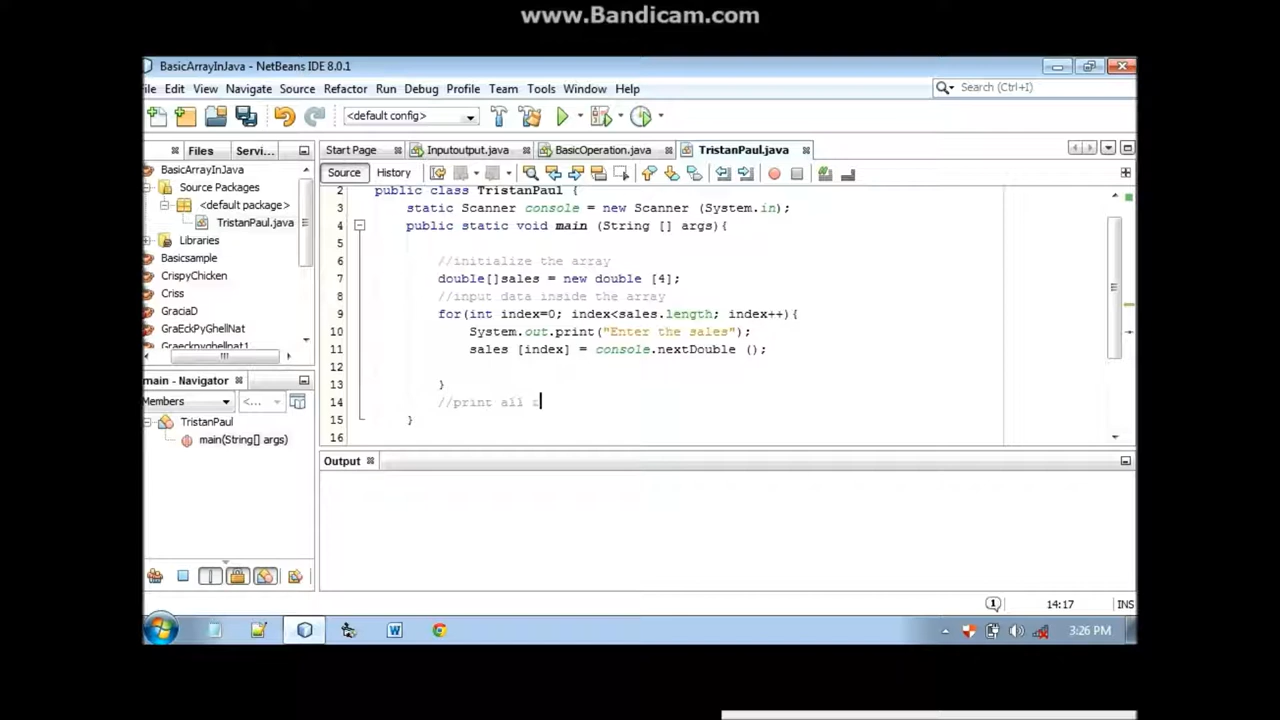 www.Bandicam.com
BasicArrayInJava - NetBeans IDE 8.0.1
ile Edit View Navigate Source Refactor Run Debug Profile Team Tools Window Help
Search (Ctrl+I)
<default config>
Files Servi...
Start Page Inputoutput.java BasicOperation.java TristanPaul.java
Source History
BasicArrayInJava
Source Packages
<default package>
TristanPaul.java
Libraries
Basicsample
CrispyChicken
Criss
GraciaD
GraEckPyGhellNat
Graecknyghellnat1
2 public class TristanPaul {
3 static Scanner console = new Scanner (System.in);
4 public static void main (String [] args){
5
6 //initialize the array
7 double[]sales = new double [4];
8 //input data inside the array
9 for(int index=0; index<sales.length; index++){
10 System.out.print("Enter the sales");
11 sales [index] = console.nextDouble ();
12
13 }
14 //print all
15 }
16
main - Navigator
Members <...
TristanPaul
main(String[] args)
Output
1 14:17 INS
3:26 PM